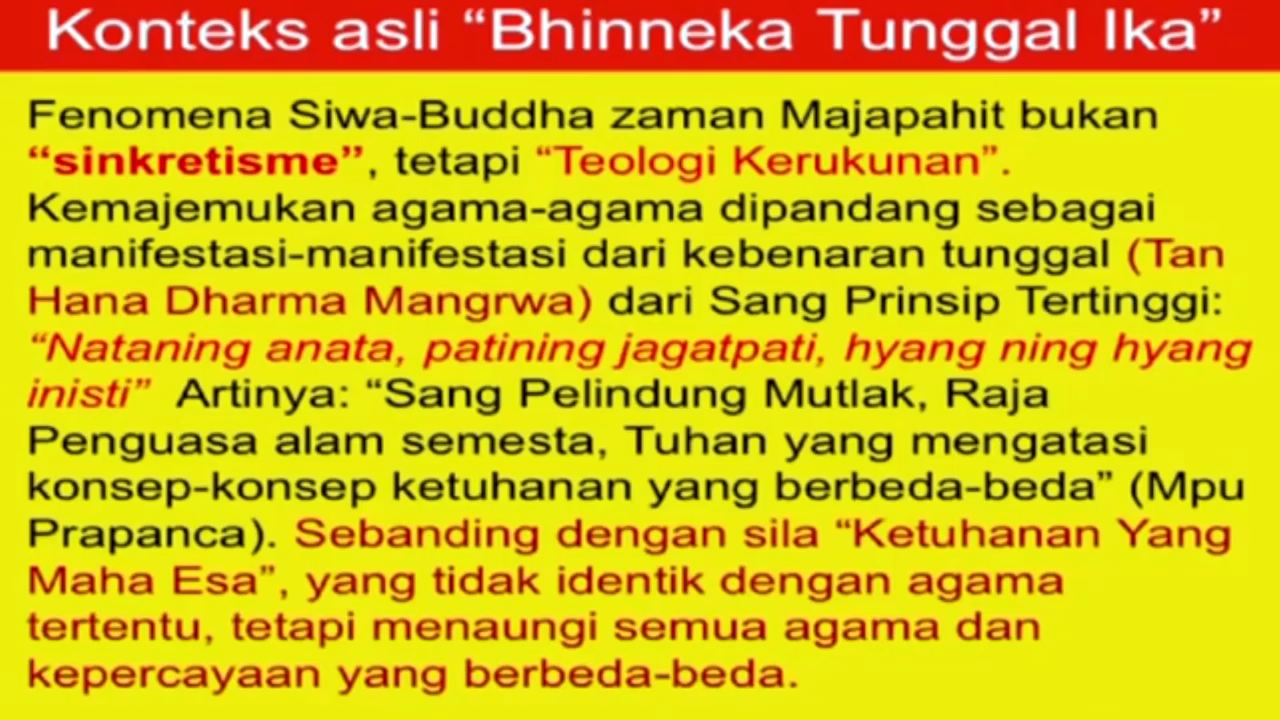 Konteks asli “Bhinneka Tunggal Ika”
Fenomena Siwa-Buddha zaman Majapahit bukan
“sinkretisme”, tetapi “Teologi Kerukunan”.
Kemajemukan agama-agama dipandang sebagai
manifestasi-manifestasi dari kebenaran tunggal (Tan
Hana Dharma Mangrwa) dari Sang Prinsip Tertinggi:
“Nataning anata, patining jagatpati, hyang ning hyang
inisti” Artinya: “Sang Pelindung Mutlak, Raja
Penguasa alam semesta, Tuhan yang mengatasi
konsep-konsep ketuhanan yang berbeda-beda” (Mpu
Prapanca). Sebanding dengan sila “Ketuhanan Yang
Maha Esa”, yang tidak identik dengan agama
tertentu, tetapi menaungi semua agama dan
kepercayaan yang berbeda-beda.